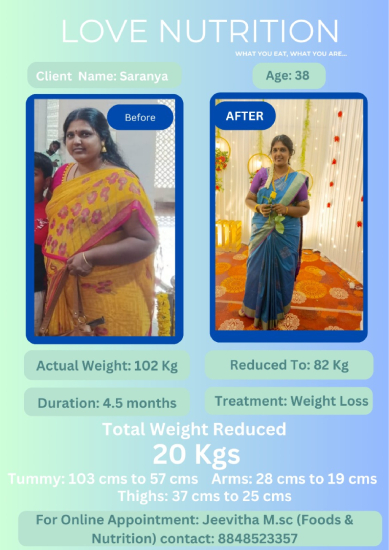 LOVE NUTRITION
WHAT YOU EAT, WHAT YOU ARE...
Client Name: Saranya
Age: 38
Before
AFTER
Actual Weight: 102 Kg
Reduced To: 82 Kg
Duration: 4.5 months
Treatment: Weight Loss
Total Weight Reduced
20 Kgs
Tummy: 103 cms to 57 cms Arms: 28 cms to 19 cms
Thighs: 37 cms to 25 cms
For Online Appointment: Jeevitha M.sc (Foods &
Nutrition) contact: 8848523357